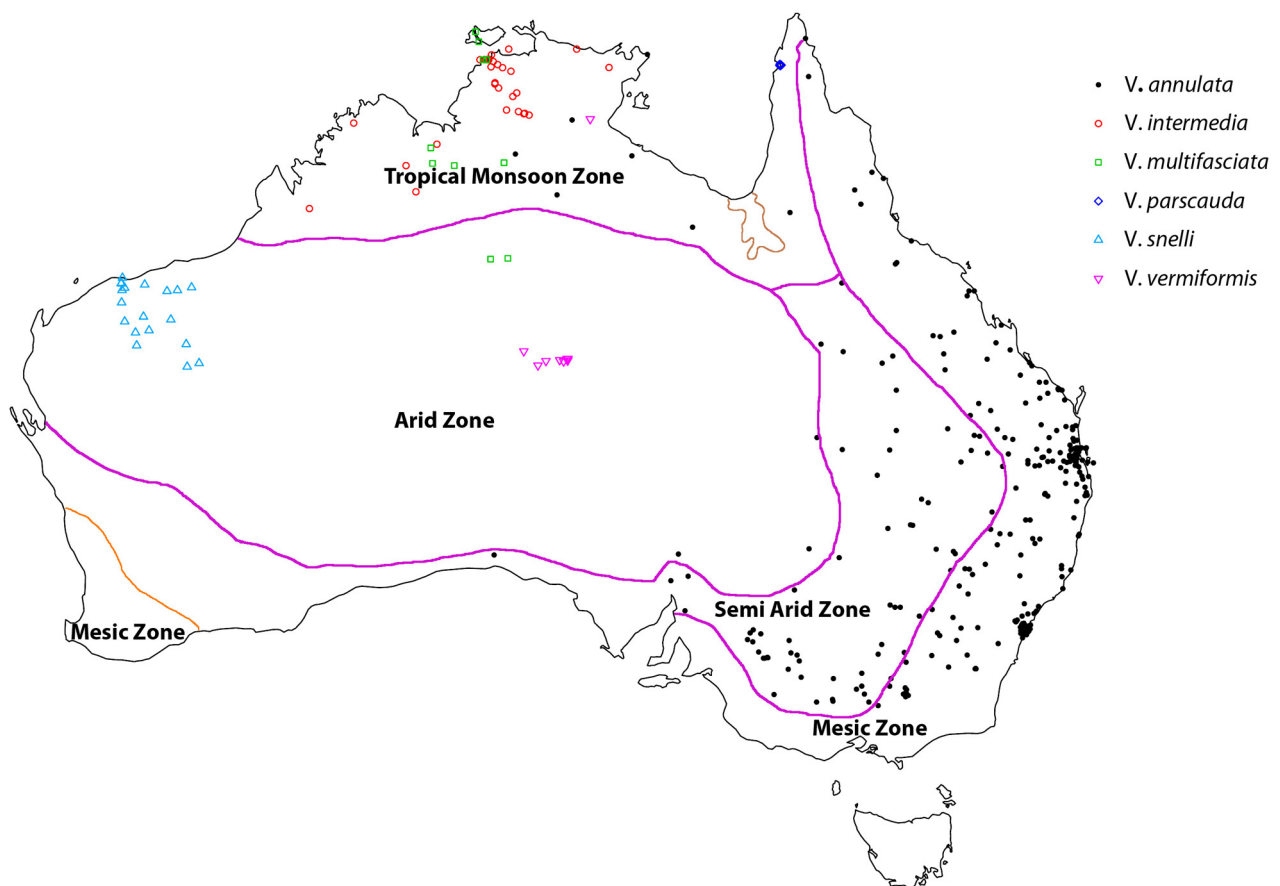 V. annulata
V. intermedia
V. multifasciata
V. parscauda
V. snelli
V. vermiformis
Tropical Monsoon Zone
Arid Zone
Semi Arid Zone
Mesic Zone
Mesic Zone